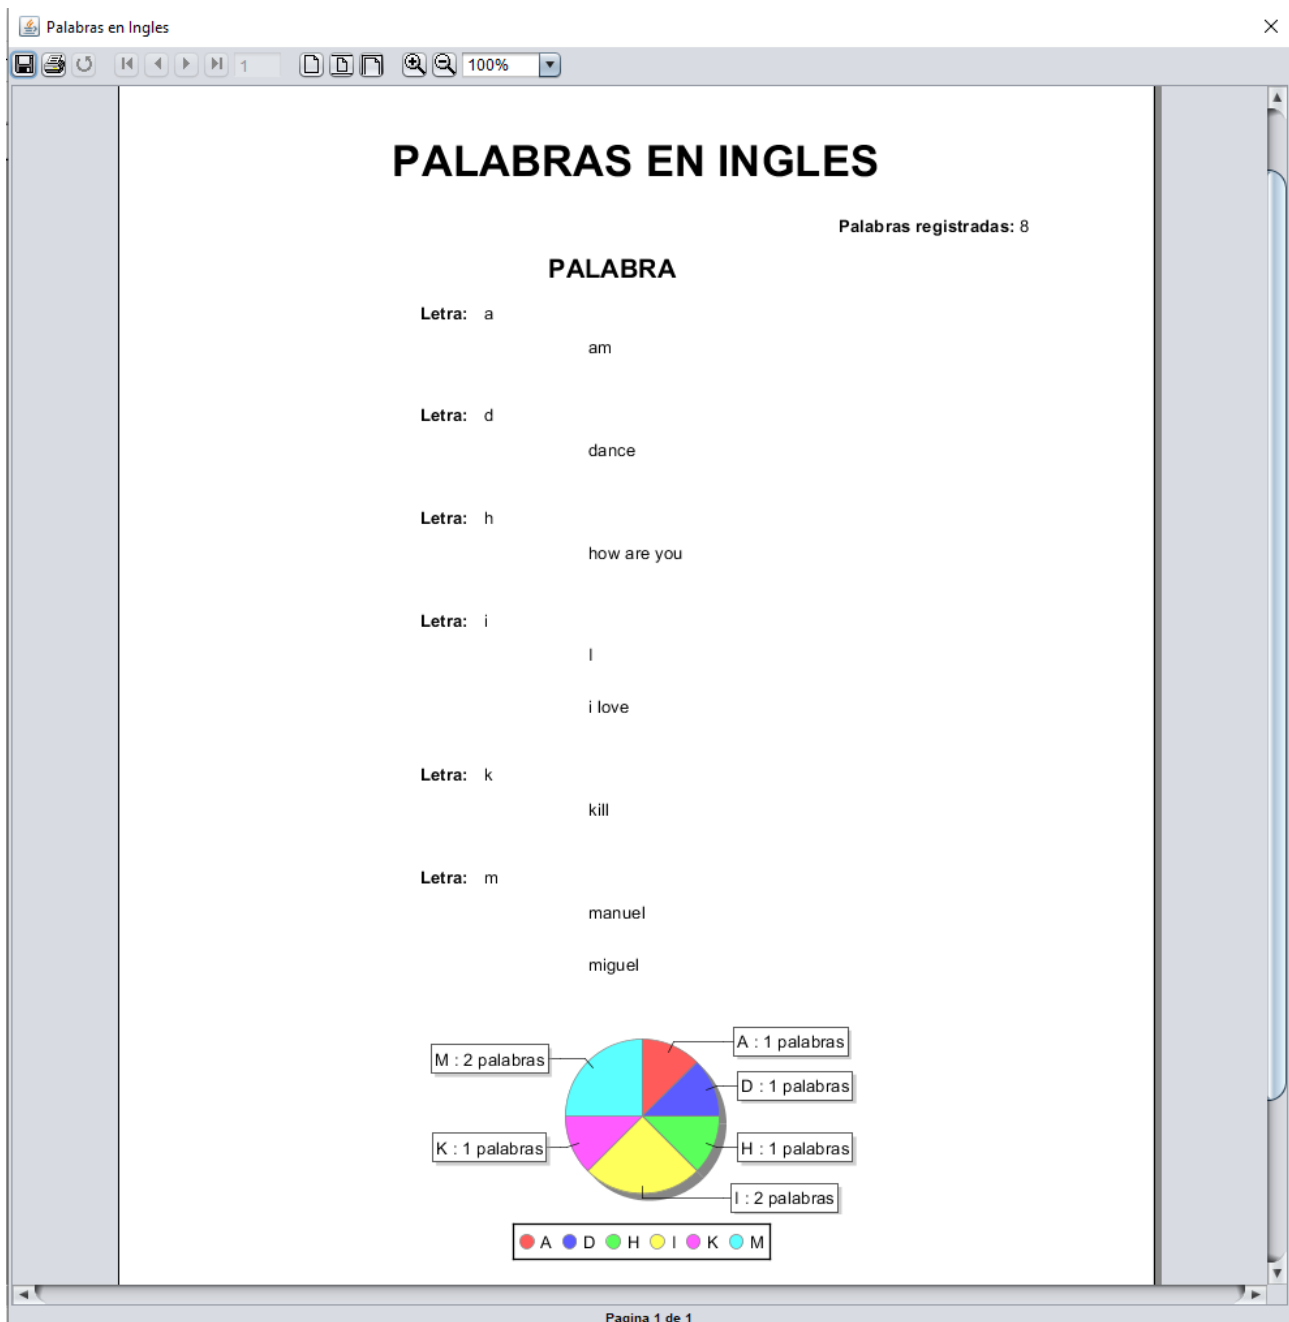 Palabras en Ingles
1
100%
PALABRAS EN INGLES
Palabras registradas: 8
PALABRA
Letra: a
am
Letra: d
dance
Letra: h
how are you
Letra: i
I
i love
Letra: k
kill
Letra: m
manuel
miguel
A : 1 palabras
M : 2 palabras
D : 1 palabras
K : 1 palabras
H : 1 palabras
I : 2 palabras
A D H I K M
Pagina 1 de 1